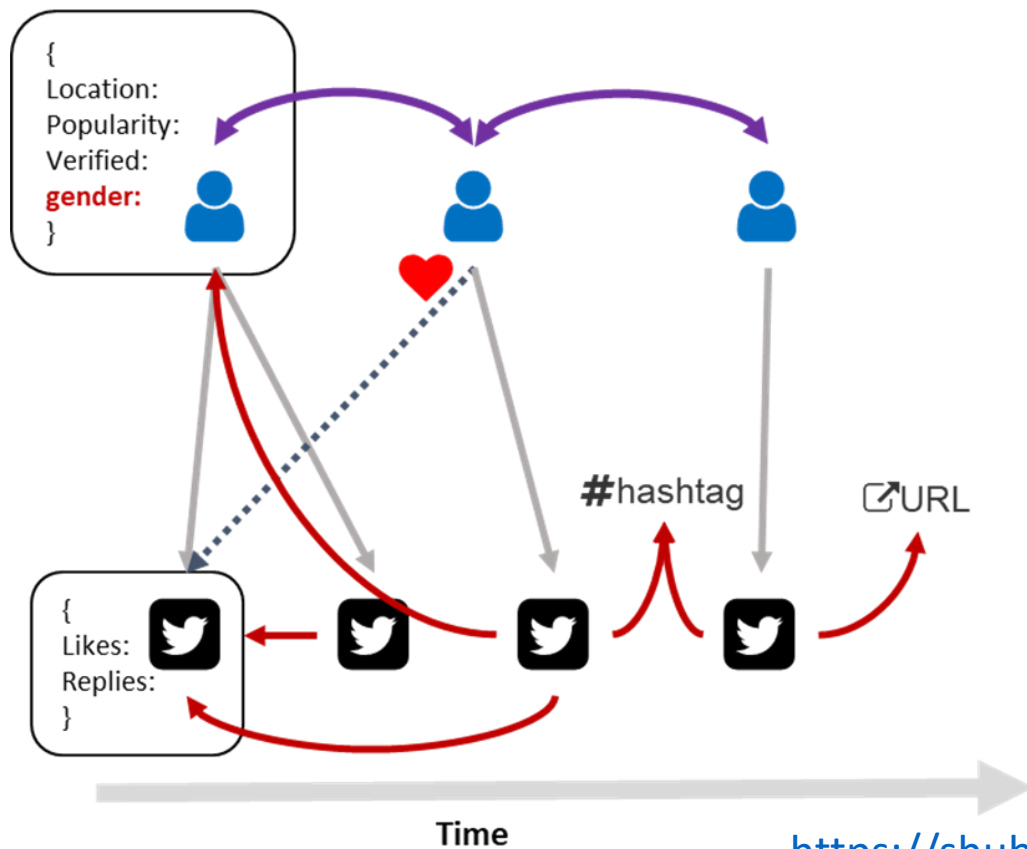 {
Location:
Popularity:
Verified:
gender:
}
#hashtag
URL
{
Likes:
Replies:
}
Time